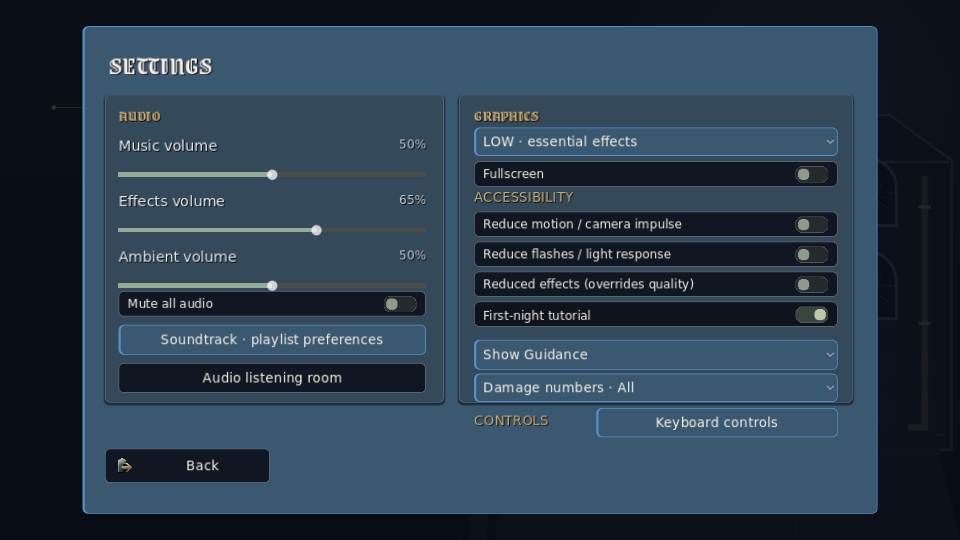 SETTINGS
AUDIO
Music volume 50%
Effects volume 65%
Ambient volume 50%
Mute all audio
Soundtrack · playlist preferences
Audio listening room
GRAPHICS
LOW · essential effects
Fullscreen
ACCESSIBILITY
Reduce motion / camera impulse
Reduce flashes / light response
Reduced effects (overrides quality)
First-night tutorial
Show Guidance
Damage numbers · All
CONTROLS Keyboard controls
Back